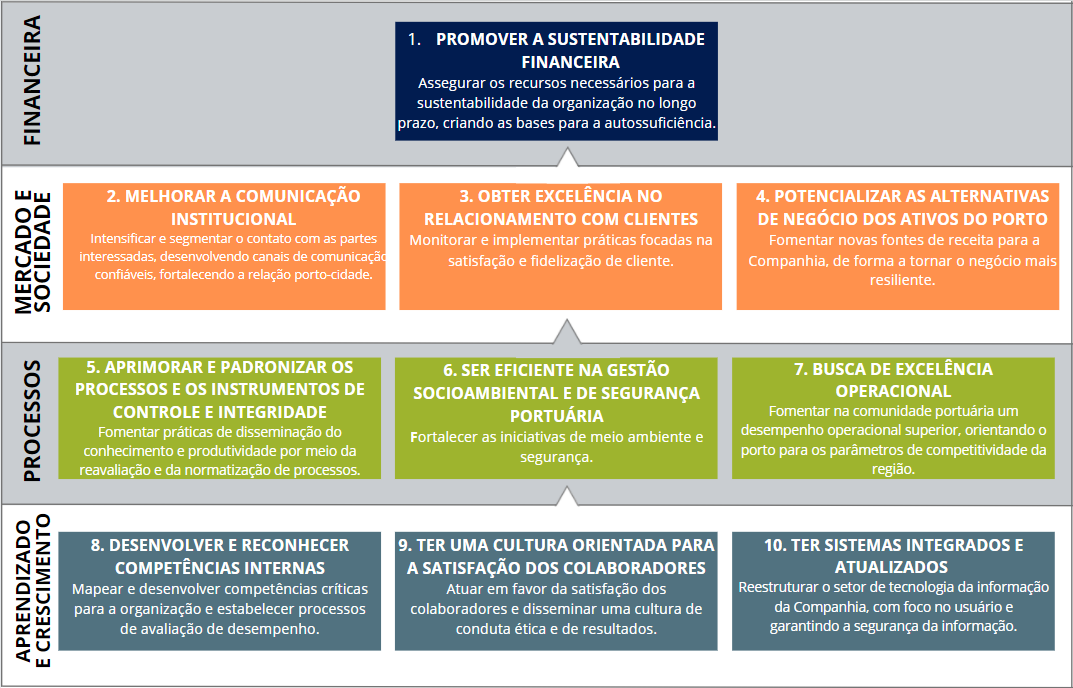 FINANCEIRA
1. PROMOVER A SUSTENTABILIDADE
FINANCEIRA
Assegurar os recursos necessários para a
sustentabilidade da organização no longo
prazo, criando as bases para a autossuficiência.
MERCADO E
SOCIEDADE
2. MELHORAR A COMUNICAÇÃO
INSTITUCIONAL
Intensificar e segmentar o contato com as partes
interessadas, desenvolvendo canais de comunicação
confiáveis, fortalecendo a relação porto-cidade.
3. OBTER EXCELÊNCIA NO
RELACIONAMENTO COM CLIENTES
Monitorar e implementar práticas focadas na
satisfação e fidelização de cliente.
4. POTENCIALIZAR AS ALTERNATIVAS
DE NEGÓCIO DOS ATIVOS DO PORTO
Fomentar novas fontes de receita para a
Companhia, de forma a tornar o negócio mais
resiliente.
PROCESSOS
5. APRIMORAR E PADRONIZAR OS
PROCESSOS E OS INSTRUMENTOS DE
CONTROLE E INTEGRIDADE
Fomentar práticas de disseminação do
conhecimento e produtividade por meio da
reavaliação e da normatização de processos.
6. SER EFICIENTE NA GESTÃO
SOCIOAMBIENTAL E DE SEGURANÇA
PORTUÁRIA
Fortalecer as iniciativas de meio ambiente e
segurança.
7. BUSCA DE EXCELÊNCIA
OPERACIONAL
Fomentar na comunidade portuária um
desempenho operacional superior, orientando o
porto para os parâmetros de competitividade da
região.
APRENDIZADO
E CRESCIMENTO
8. DESENVOLVER E RECONHECER
COMPETÊNCIAS INTERNAS
Mapear e desenvolver competências críticas
para a organização e estabelecer processos
de avaliação de desempenho.
9. TER UMA CULTURA ORIENTADA PARA
A SATISFAÇÃO DOS COLABORADORES
Atuar em favor da satisfação dos
colaboradores e disseminar uma cultura de
conduta ética e de resultados.
10. TER SISTEMAS INTEGRADOS E
ATUALIZADOS
Reestruturar o setor de tecnologia da informação
da Companhia, com foco no usuário e
garantindo a segurança da informação.